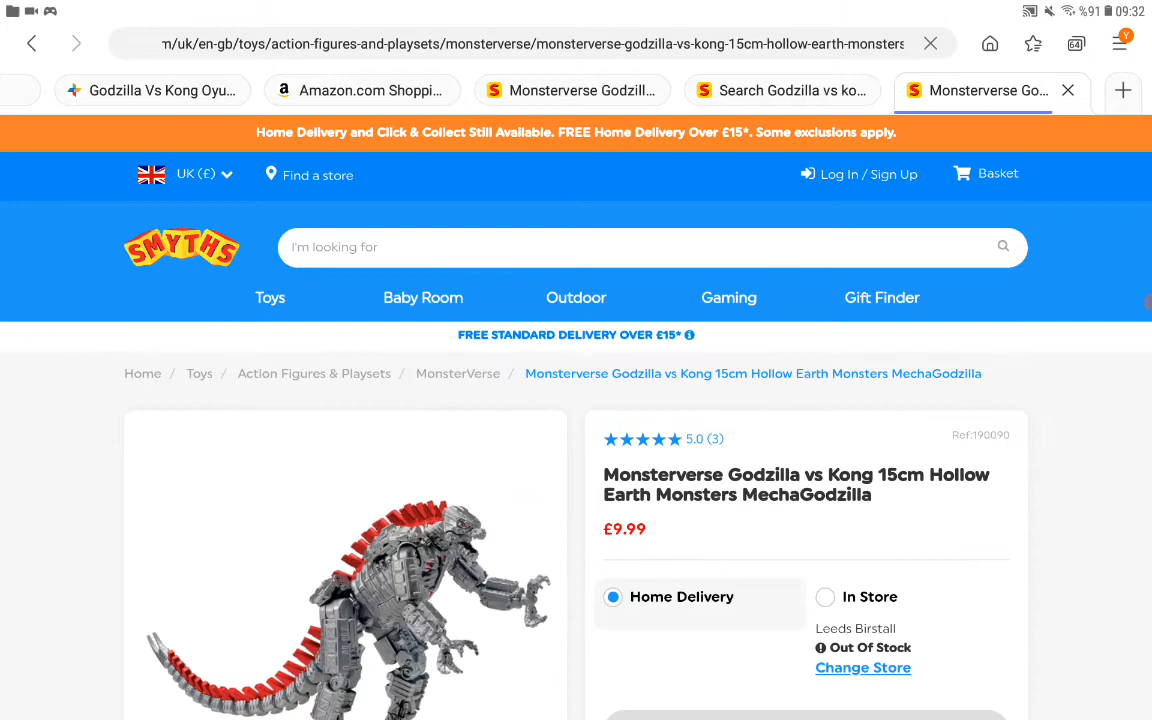 %91 09:32
m/uk/en-gb/toys/action-figures-and-playsets/monsterverse/monsterverse-godzilla-vs-kong-15cm-hollow-earth-monsters
64
Y
Godzilla Vs Kong Oyu...
Amazon.com Shoppi...
Monsterverse Godzill...
Search Godzilla vs ko...
Monsterverse Go...
Home Delivery and Click & Collect Still Available. FREE Home Delivery Over £15*. Some exclusions apply.
UK (£)
Find a store
Log In / Sign Up
Basket
SMYTHS
I'm looking for
Toys
Baby Room
Outdoor
Gaming
Gift Finder
FREE STANDARD DELIVERY OVER £15*
Home / Toys / Action Figures & Playsets / MonsterVerse / Monsterverse Godzilla vs Kong 15cm Hollow Earth Monsters MechaGodzilla
5.0 (3)
Ref:190090
Monsterverse Godzilla vs Kong 15cm Hollow
Earth Monsters MechaGodzilla
£9.99
Home Delivery
In Store
Leeds Birstall
Out Of Stock
Change Store